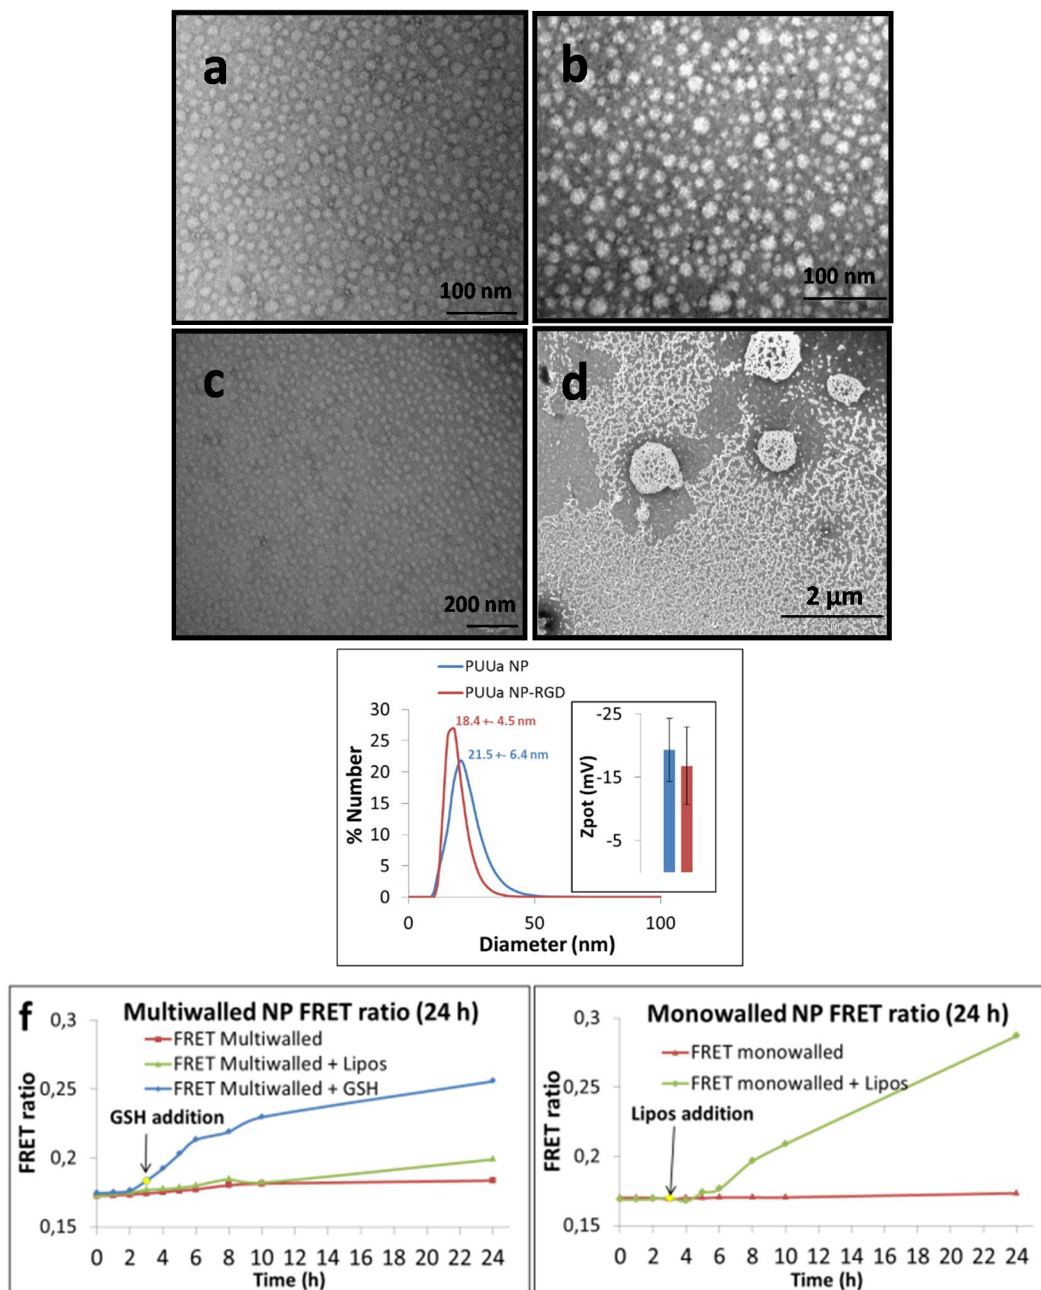 a
b
100 nm
100 nm
c
d
200 nm
2 µm
PUUa NP
PUUa NP-RGD
% Number
30
25
20
15
10
5
0
18.4 +- 4.5 nm
21.5 +- 6.4 nm
0
50
100
Diameter (nm)
Zpot (mV)
-25
-15
-5
f
Multiwalled NP FRET ratio (24 h)
FRET Multiwalled
FRET Multiwalled + Lipos
FRET Multiwalled + GSH
GSH addition
FRET ratio
0,3
0,25
0,2
0,15
0 2 4 6 8 10 12 14 16 18 20 22 24
Time (h)
Monowalled NP FRET ratio (24 h)
FRET monowalled
FRET monowalled + Lipos
Lipos addition
FRET ratio
0,3
0,25
0,2
0,15
0 2 4 6 8 10 12 14 16 18 20 22 24
Time (h)